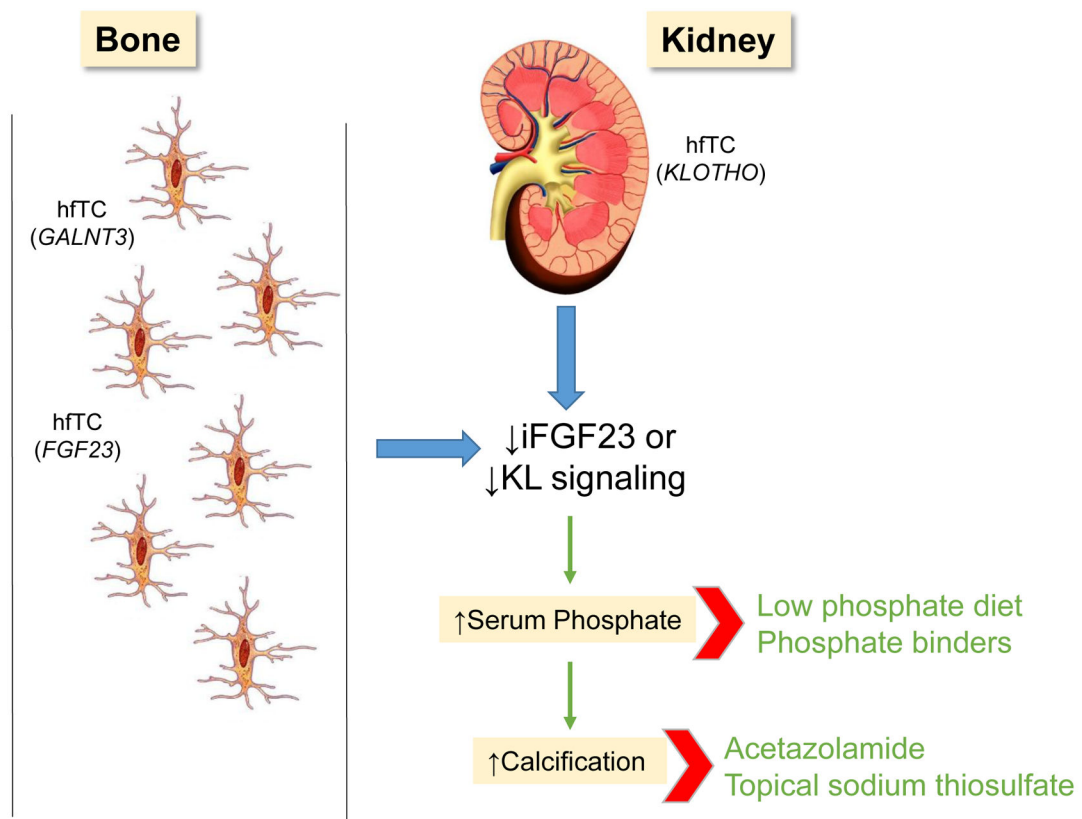 Bone
Kidney
hfTC
(KLOTHO)
hfTC
(GALNT3)
hfTC
(FGF23)
↓iFGF23 or
↓KL signaling
↑Serum Phosphate
Low phosphate diet
Phosphate binders
↑Calcification
Acetazolamide
Topical sodium thiosulfate